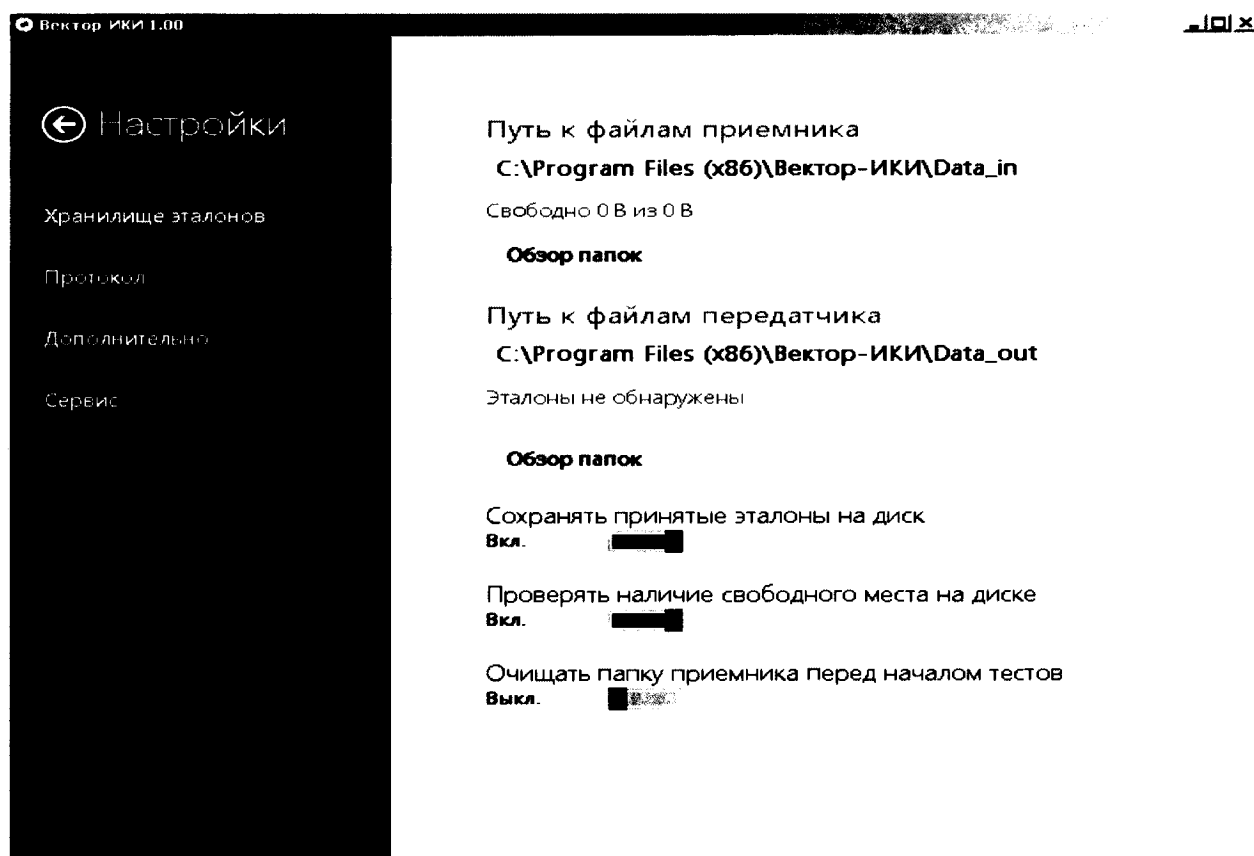 Вектор ИКИ 1.00
Настройки
Хранилище эталонов
Протокол
Дополнительно
Сервис
Путь к файлам приемника
C:\Program Files (x86)\Вектор-ИКИ\Data_in
Свободно 0 В из 0 В
Обзор папок
Путь к файлам передатчика
C:\Program Files (x86)\Вектор-ИКИ\Data_out
Эталоны не обнаружены
Обзор папок
Сохранять принятые эталоны на диск
Вкл.
Проверять наличие свободного места на диске
Вкл.
Очищать папку приемника перед началом тестов
Выкл.